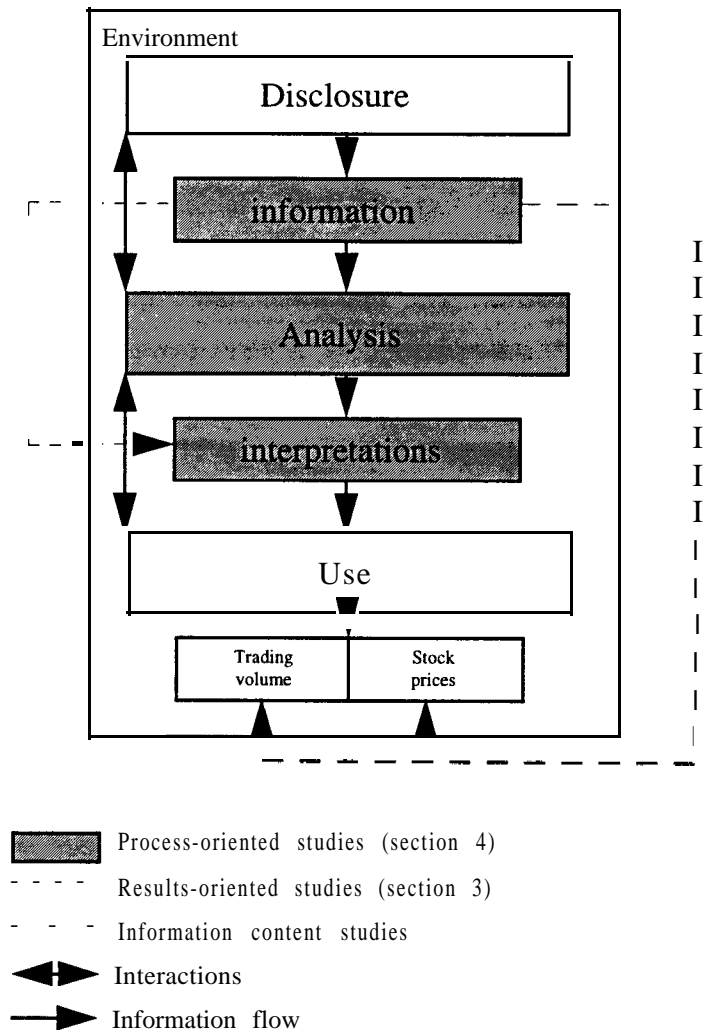 Environment
Disclosure
information
Analysis
interpretations
Use
Trading
volume
Stock
prices
Process-oriented studies (section 4)
Results-oriented studies (section 3)
Information content studies
Interactions
Information flow